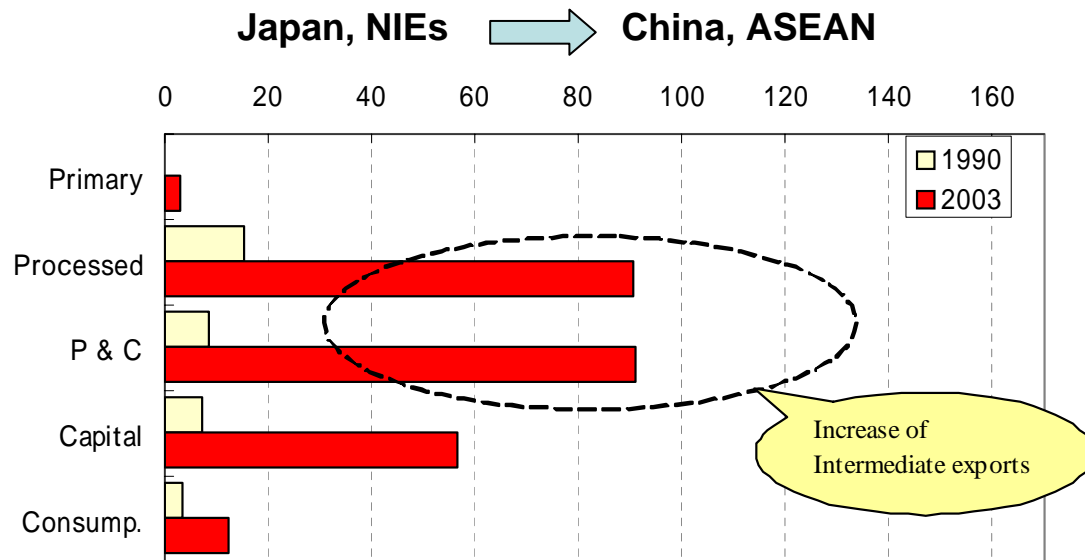 Japan, NIEs China, ASEAN
0 20 40 60 80 100 120 140 160
1990
2003
Primary
Processed
P & C
Capital
Consump.
Increase of
Intermediate exports